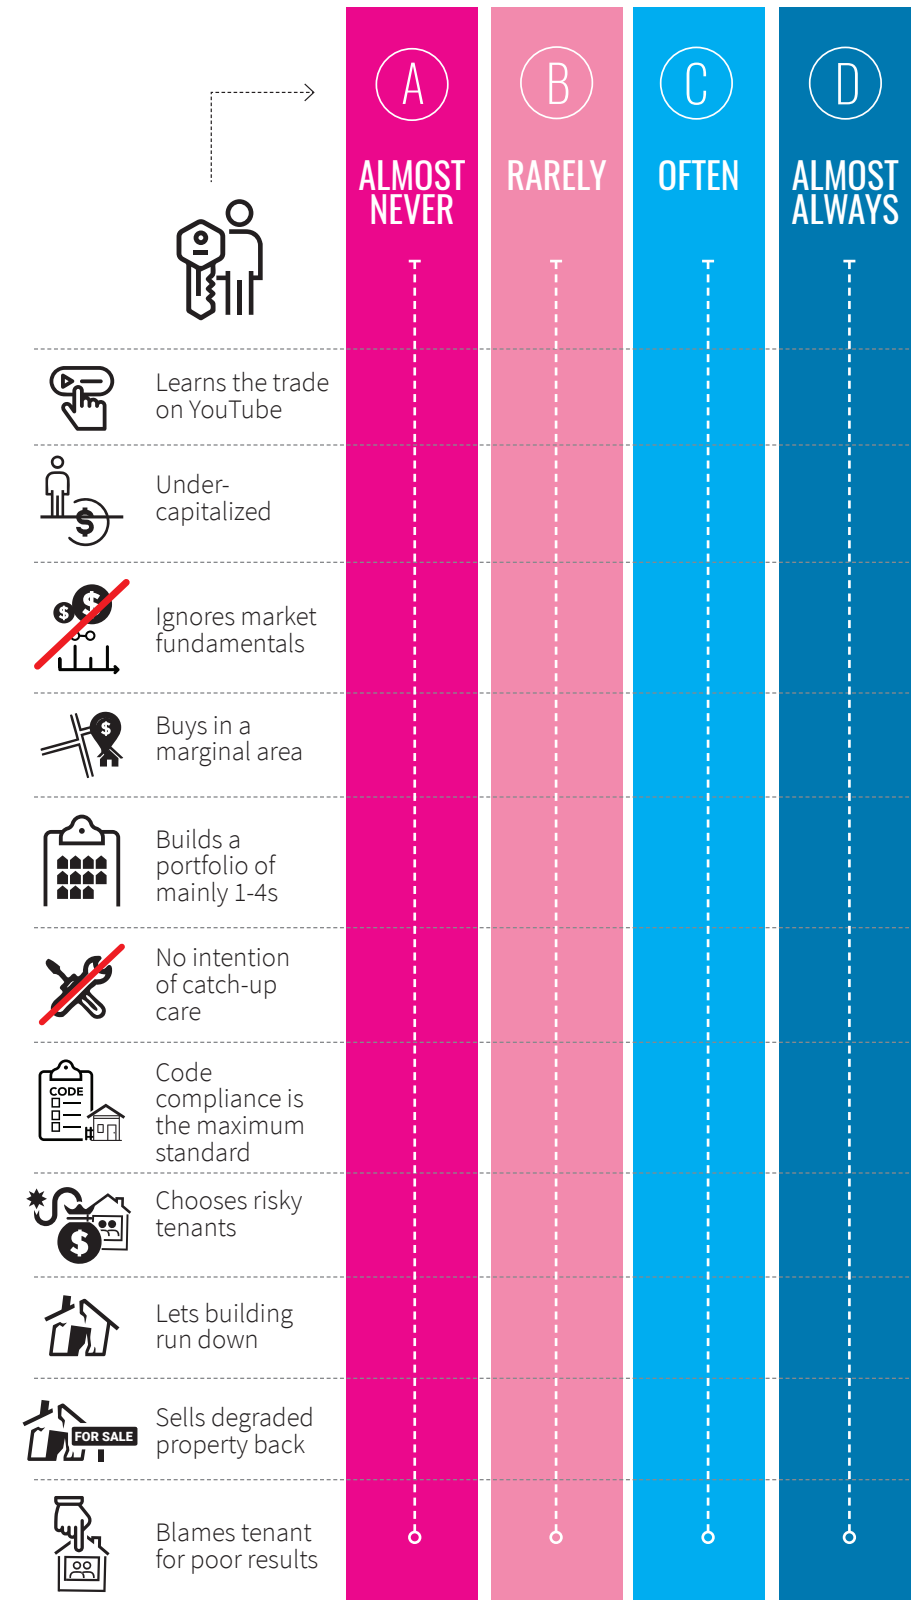 A
B
C
D
ALMOST
NEVER
RARELY
OFTEN
ALMOST
ALWAYS
Learns the trade
on YouTube
Under-
capitalized
$
Ignores market
fundamentals
$ $
Buys in a
marginal area
$
Builds a
portfolio of
mainly 1-4s
No intention
of catch-up
care
Code
compliance is
the maximum
standard
CODE
Chooses risky
tenants
$
Lets building
run down
Sells degraded
property back
FOR SALE
Blames tenant
for poor results